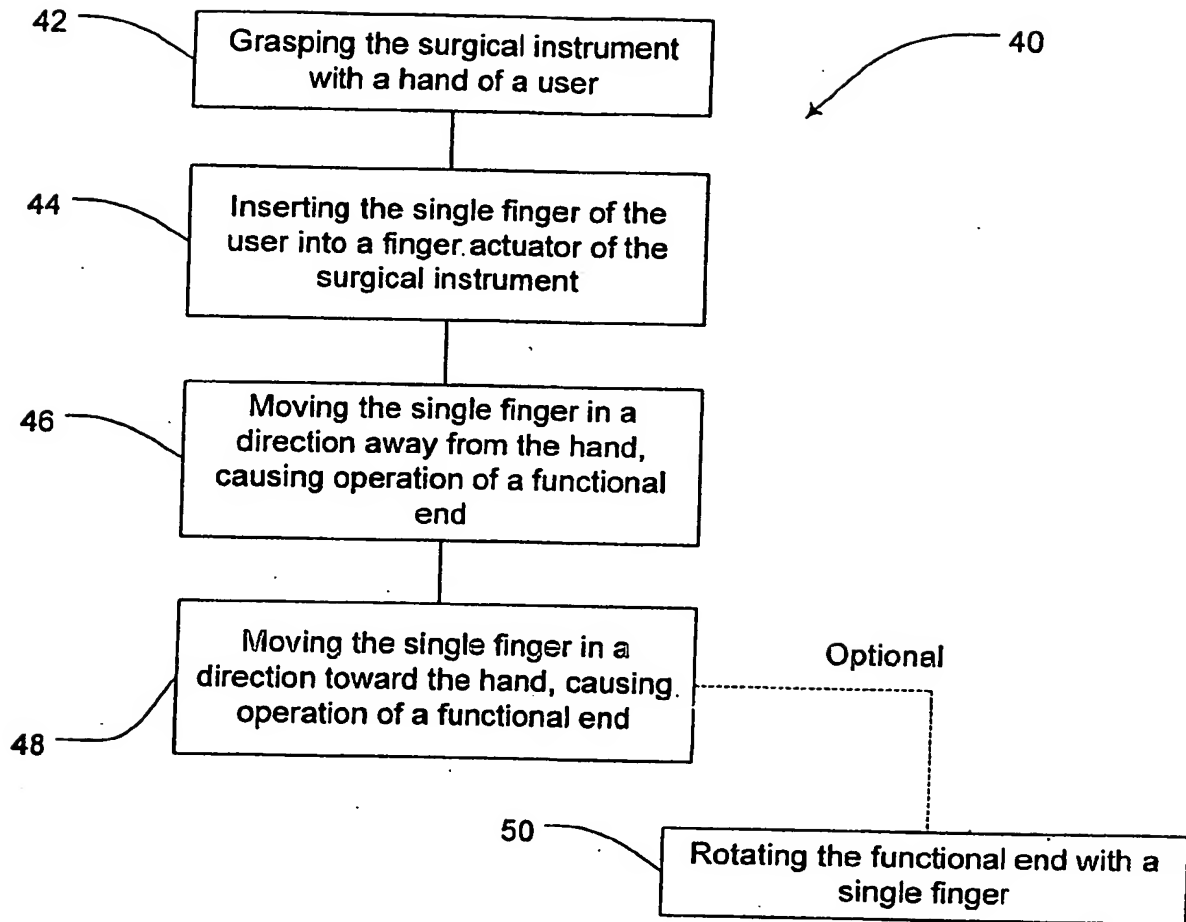 42
Grasping the surgical instrument
with a hand of a user
40
44
Inserting the single finger of the
user into a finger actuator of the
surgical instrument
46
Moving the single finger in a
direction away from the hand,
causing operation of a functional
end
48
Moving the single finger in a
direction toward the hand, causing
operation of a functional end
Optional
50
Rotating the functional end with a
single finger